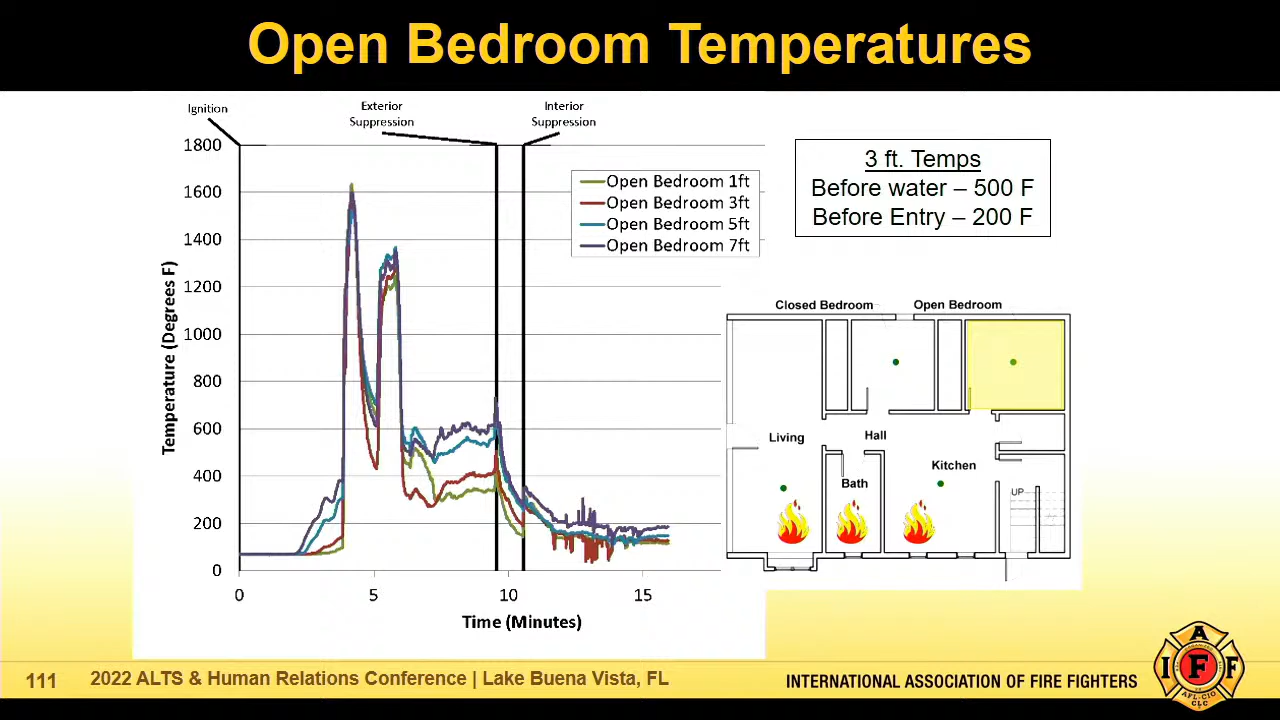 Open Bedroom Temperatures
Ignition
Exterior
Suppression
Interior
Suppression
1800
1600
1400
1200
1000
800
600
400
200
0
Temperature (Degrees F)
0
5
10
15
Time (Minutes)
Open Bedroom 1ft
Open Bedroom 3ft
Open Bedroom 5ft
Open Bedroom 7ft
3 ft. Temps
Before water – 500 F
Before Entry – 200 F
Closed Bedroom
Open Bedroom
Living
Hall
Kitchen
Bath
UP
111
2022 ALTS & Human Relations Conference | Lake Buena Vista, FL
INTERNATIONAL ASSOCIATION OF FIRE FIGHTERS
A
I F F
AFL-CIO
CLC